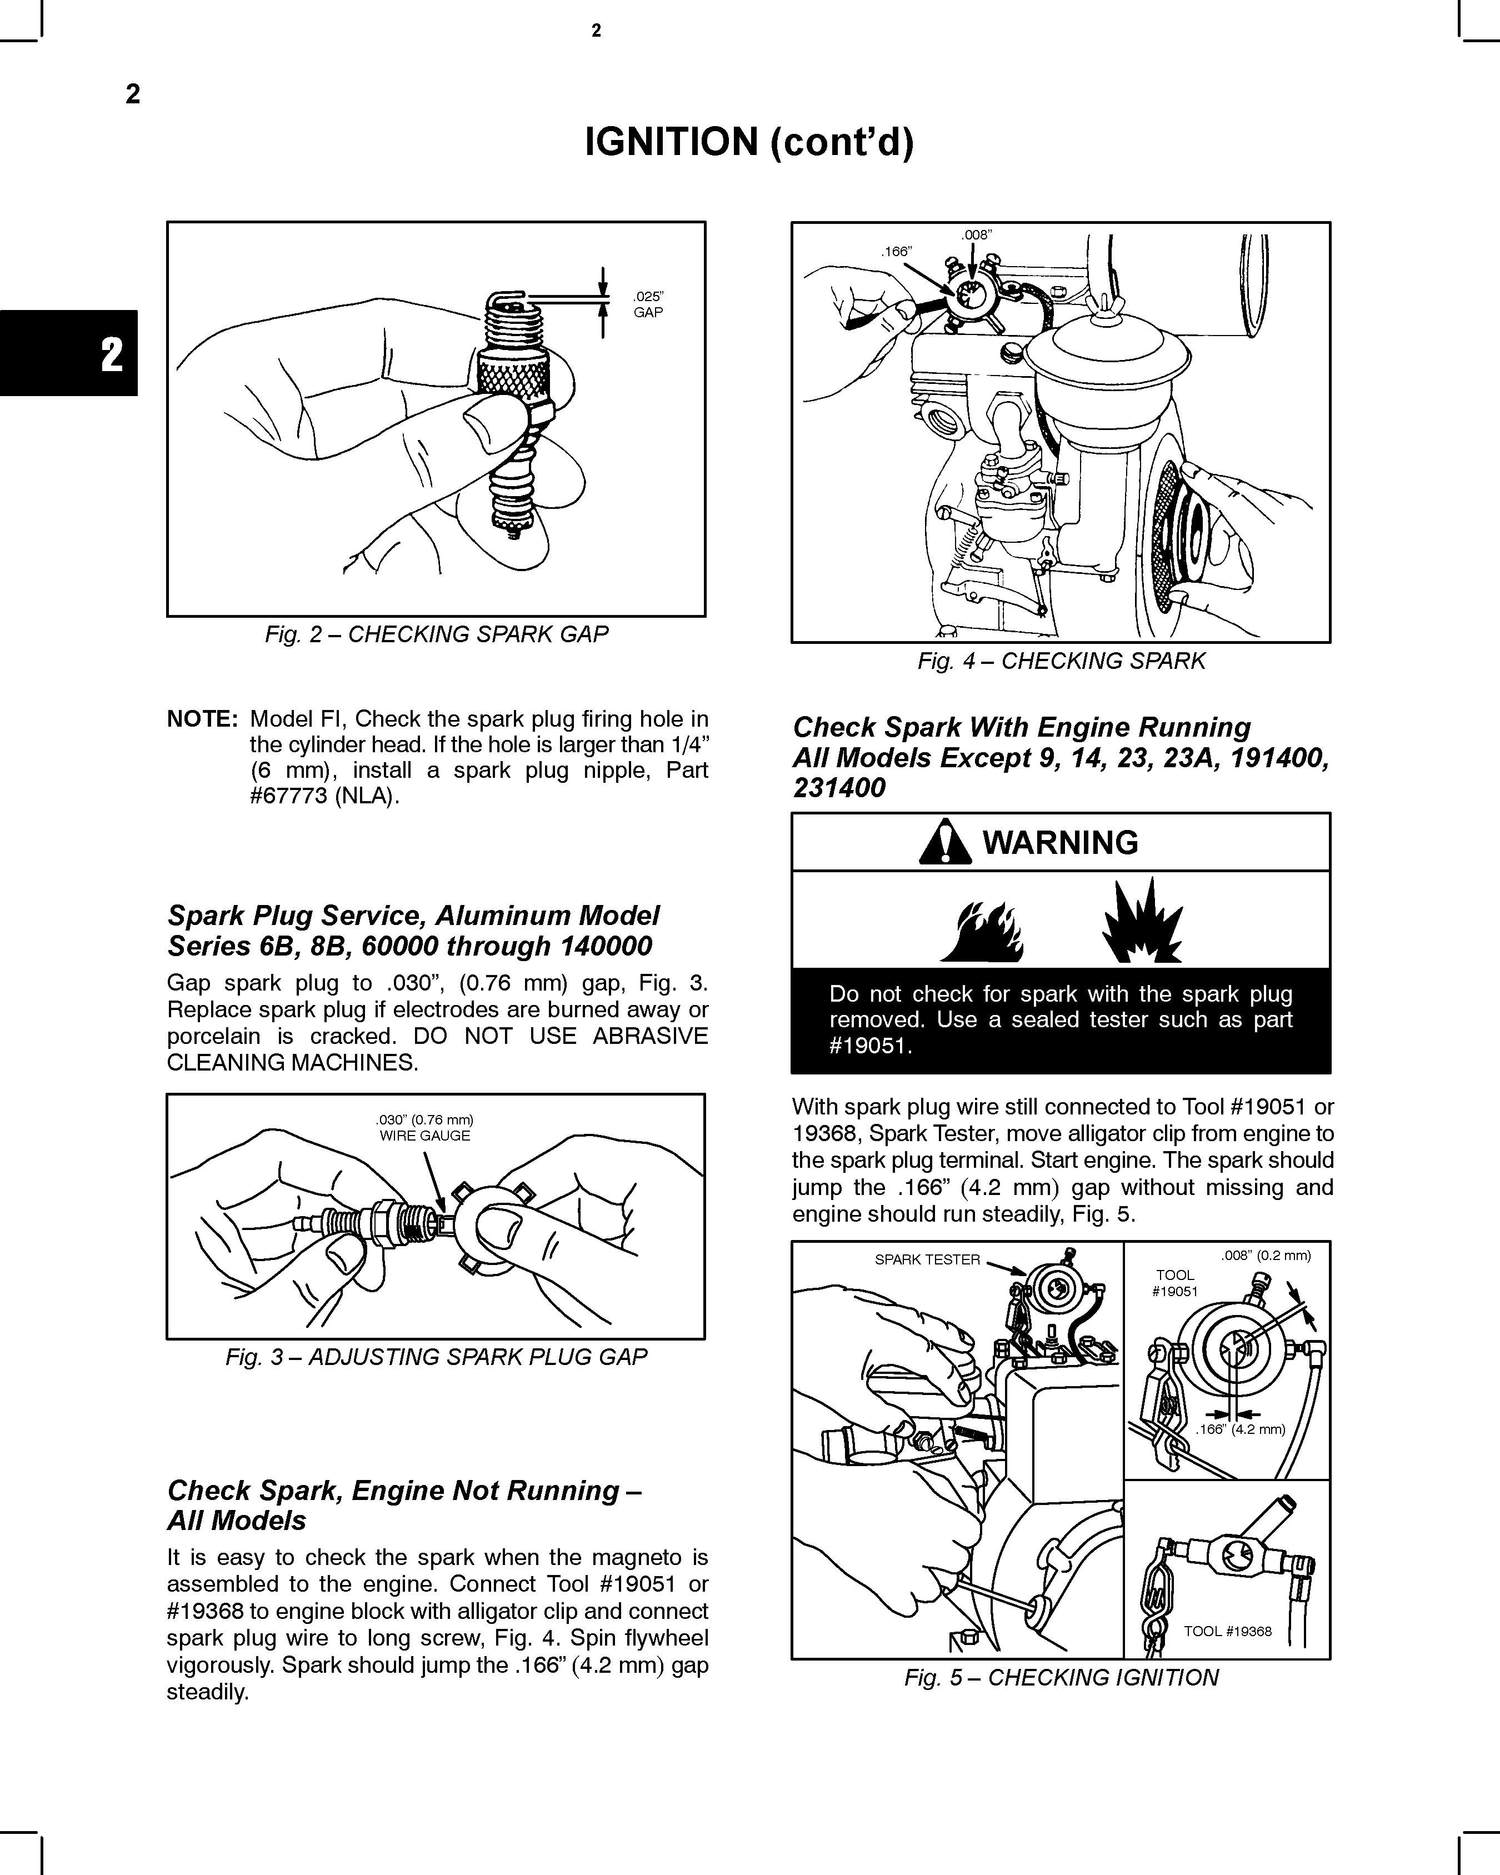 2
2
IGNITION (cont’d)
2
.025”
GAP
Fig. 2 – CHECKING SPARK GAP
NOTE: Model FI, Check the spark plug firing hole in
the cylinder head. If the hole is larger than 1/4”
(6 mm), install a spark plug nipple, Part
#67773 (NLA).
Spark Plug Service, Aluminum Model
Series 6B, 8B, 60000 through 140000
Gap spark plug to .030”, (0.76 mm) gap, Fig. 3.
Replace spark plug if electrodes are burned away or
porcelain is cracked. DO NOT USE ABRASIVE
CLEANING MACHINES.
.030” (0.76 mm)
WIRE GAUGE
Fig. 3 – ADJUSTING SPARK PLUG GAP
Check Spark, Engine Not Running –
All Models
It is easy to check the spark when the magneto is
assembled to the engine. Connect Tool #19051 or
#19368 to engine block with alligator clip and connect
spark plug wire to long screw, Fig. 4. Spin flywheel
vigorously. Spark should jump the .166” (4.2 mm) gap
steadily.
.008”
.166”
Fig. 4 – CHECKING SPARK
Check Spark With Engine Running
All Models Except 9, 14, 23, 23A, 191400,
231400
WARNING
Do not check for spark with the spark plug
removed. Use a sealed tester such as part
#19051.
With spark plug wire still connected to Tool #19051 or
19368, Spark Tester, move alligator clip from engine to
the spark plug terminal. Start engine. The spark should
jump the .166” (4.2 mm) gap without missing and
engine should run steadily, Fig. 5.
SPARK TESTER
.008” (0.2 mm)
TOOL
#19051
.166” (4.2 mm)
TOOL #19368
Fig. 5 – CHECKING IGNITION